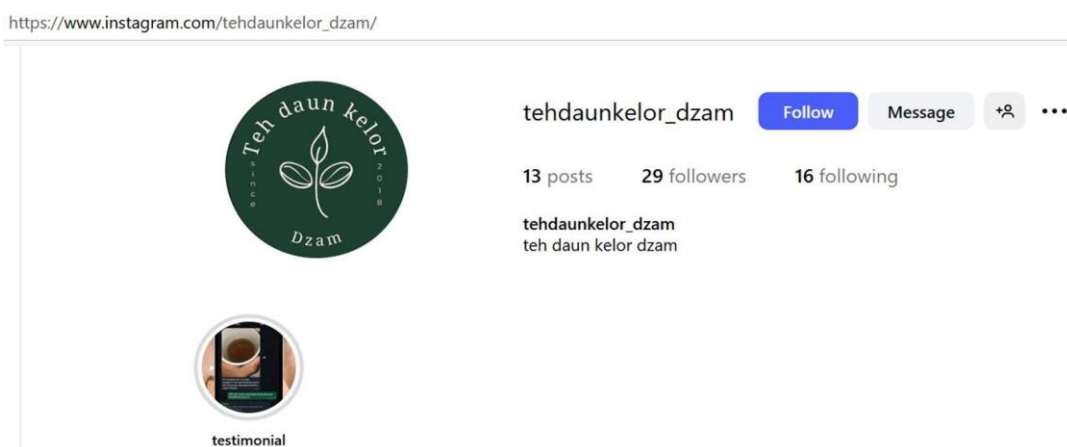 https://www.instagram.com/tehdaunkelor_dzam/
Teh daun kelor
since 2018
Dzam
tehdaunkelor_dzam Follow Message
13 posts 29 followers 16 following
tehdaunkelor_dzam
teh daun kelor dzam
testimonial